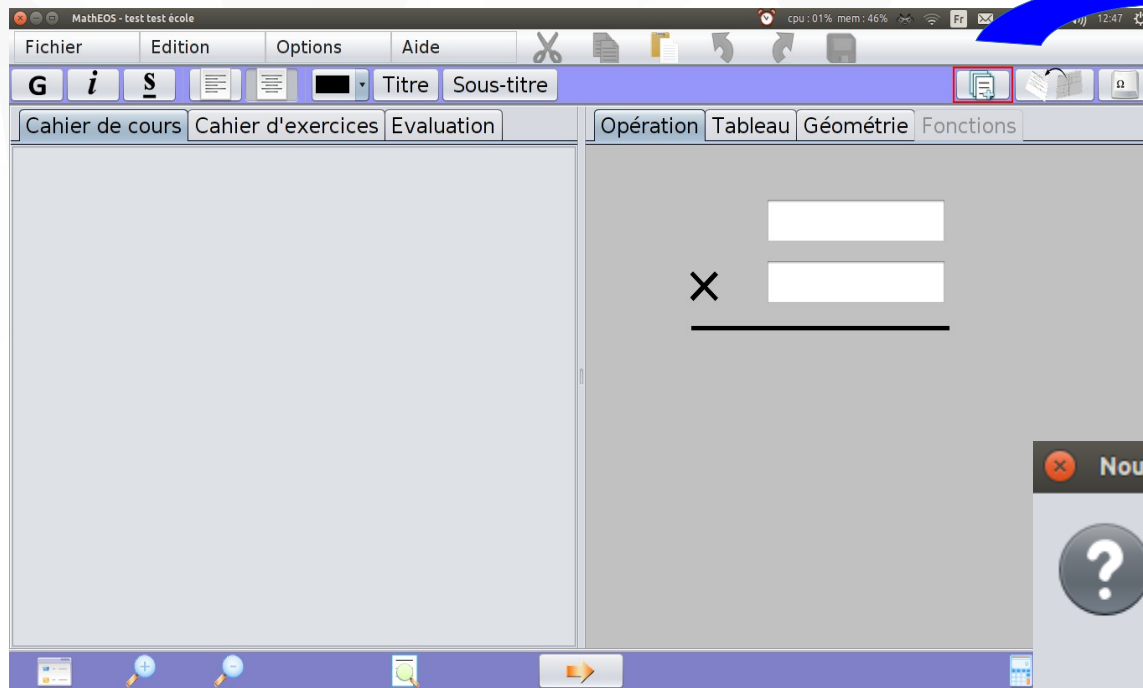 MathEOS - test test école
cpu : 01% mem : 46% Fr 12:47
Fichier Edition Options Aide
G i S Titre Sous-titre Ω
Cahier de cours Cahier d'exercices Evaluation
Opération Tableau Géométrie Fonctions
×
Nou
?